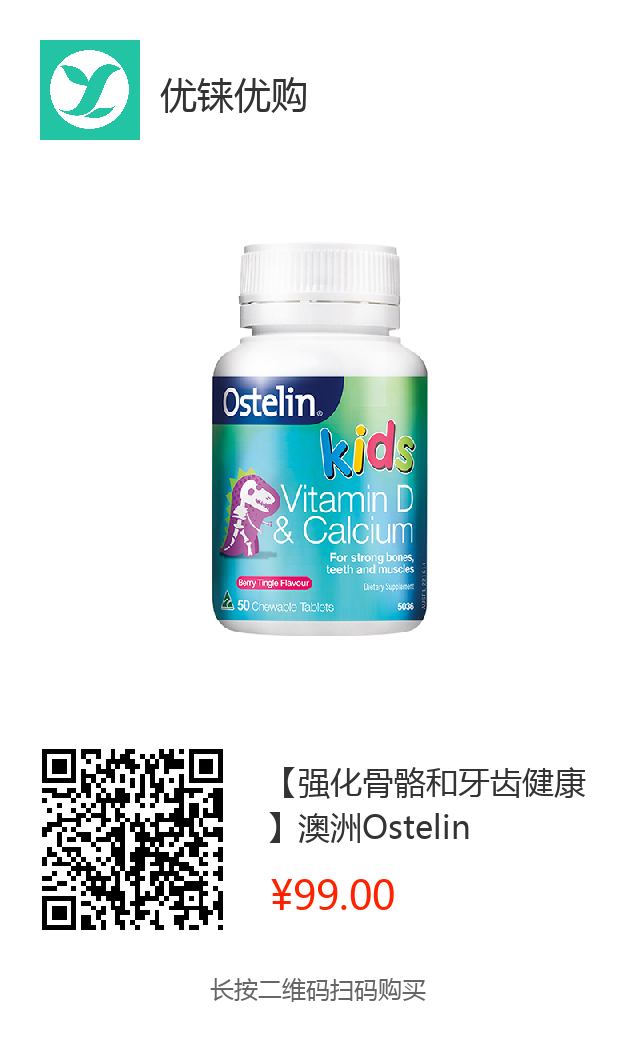 优铼优购
Ostelin®
kids
Vitamin D
& Calcium
For strong bones,
teeth and muscles
Dietary Supplement
Berry Tingle Flavour
50 Chewable Tablets
5036
【强化骨骼和牙齿健康
】澳洲Ostelin
¥99.00
长按二维码扫码购买